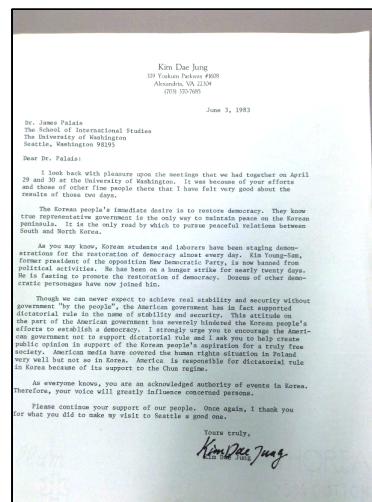 Kim Dae Jung
109 Yoakum Parkway #1608
Alexandria, VA 22304
(703) 370-7685
June 3, 1983
Dr. James Palais
The School of International Studies
The University of Washington
Seattle, Washington 98195
Dear Dr. Palais:
I look back with pleasure upon the meetings that we had together on April
29 and 30 at the University of Washington. It was because of your efforts
and those of other fine people there that I have felt very good about the
results of those two days.
The Korean people's immediate desire is to restore democracy. They know
true representative government is the only way to maintain peace on the Korean
peninsula. It is the only road by which to pursue peaceful relations between
South and North Korea.
As you may know, Korean students and laborers have been staging demon-
strations for the restoration of democracy almost every day. Kim Young-Sam,
former president of the opposition New Democratic Party, is now banned from
political activities. He has been on a hunger strike for nearly twenty days.
He is fasting to promote the restoration of democracy. Dozens of other demo-
cratic personages have now joined him.
Though we can never expect to achieve real stability and security without
government "by the people", the American government has in fact supported
dictatorial rule in the name of stability and security. This attitude on
the part of the American government has severely hindered the Korean people's
efforts to establish a democracy. I strongly urge you to encourage the Ameri-
can government not to support dictatorial rule and I ask you to help create
public opinion in support of the Korean people's aspiration for a truly free
society. American media have covered the human rights situation in Poland
very well but not so in Korea. America is responsible for dictatorial rule
in Korea because of its support to the Chun regime.
As everyone knows, you are an acknowledged authority of events in Korea.
Therefore, your voice will greatly influence concerned persons.
Please continue your support of our people. Once again, I thank you
for what you did to make my visit to Seattle a good one.
Yours truly,
Kim Dae Jung
Kim Dae Jung